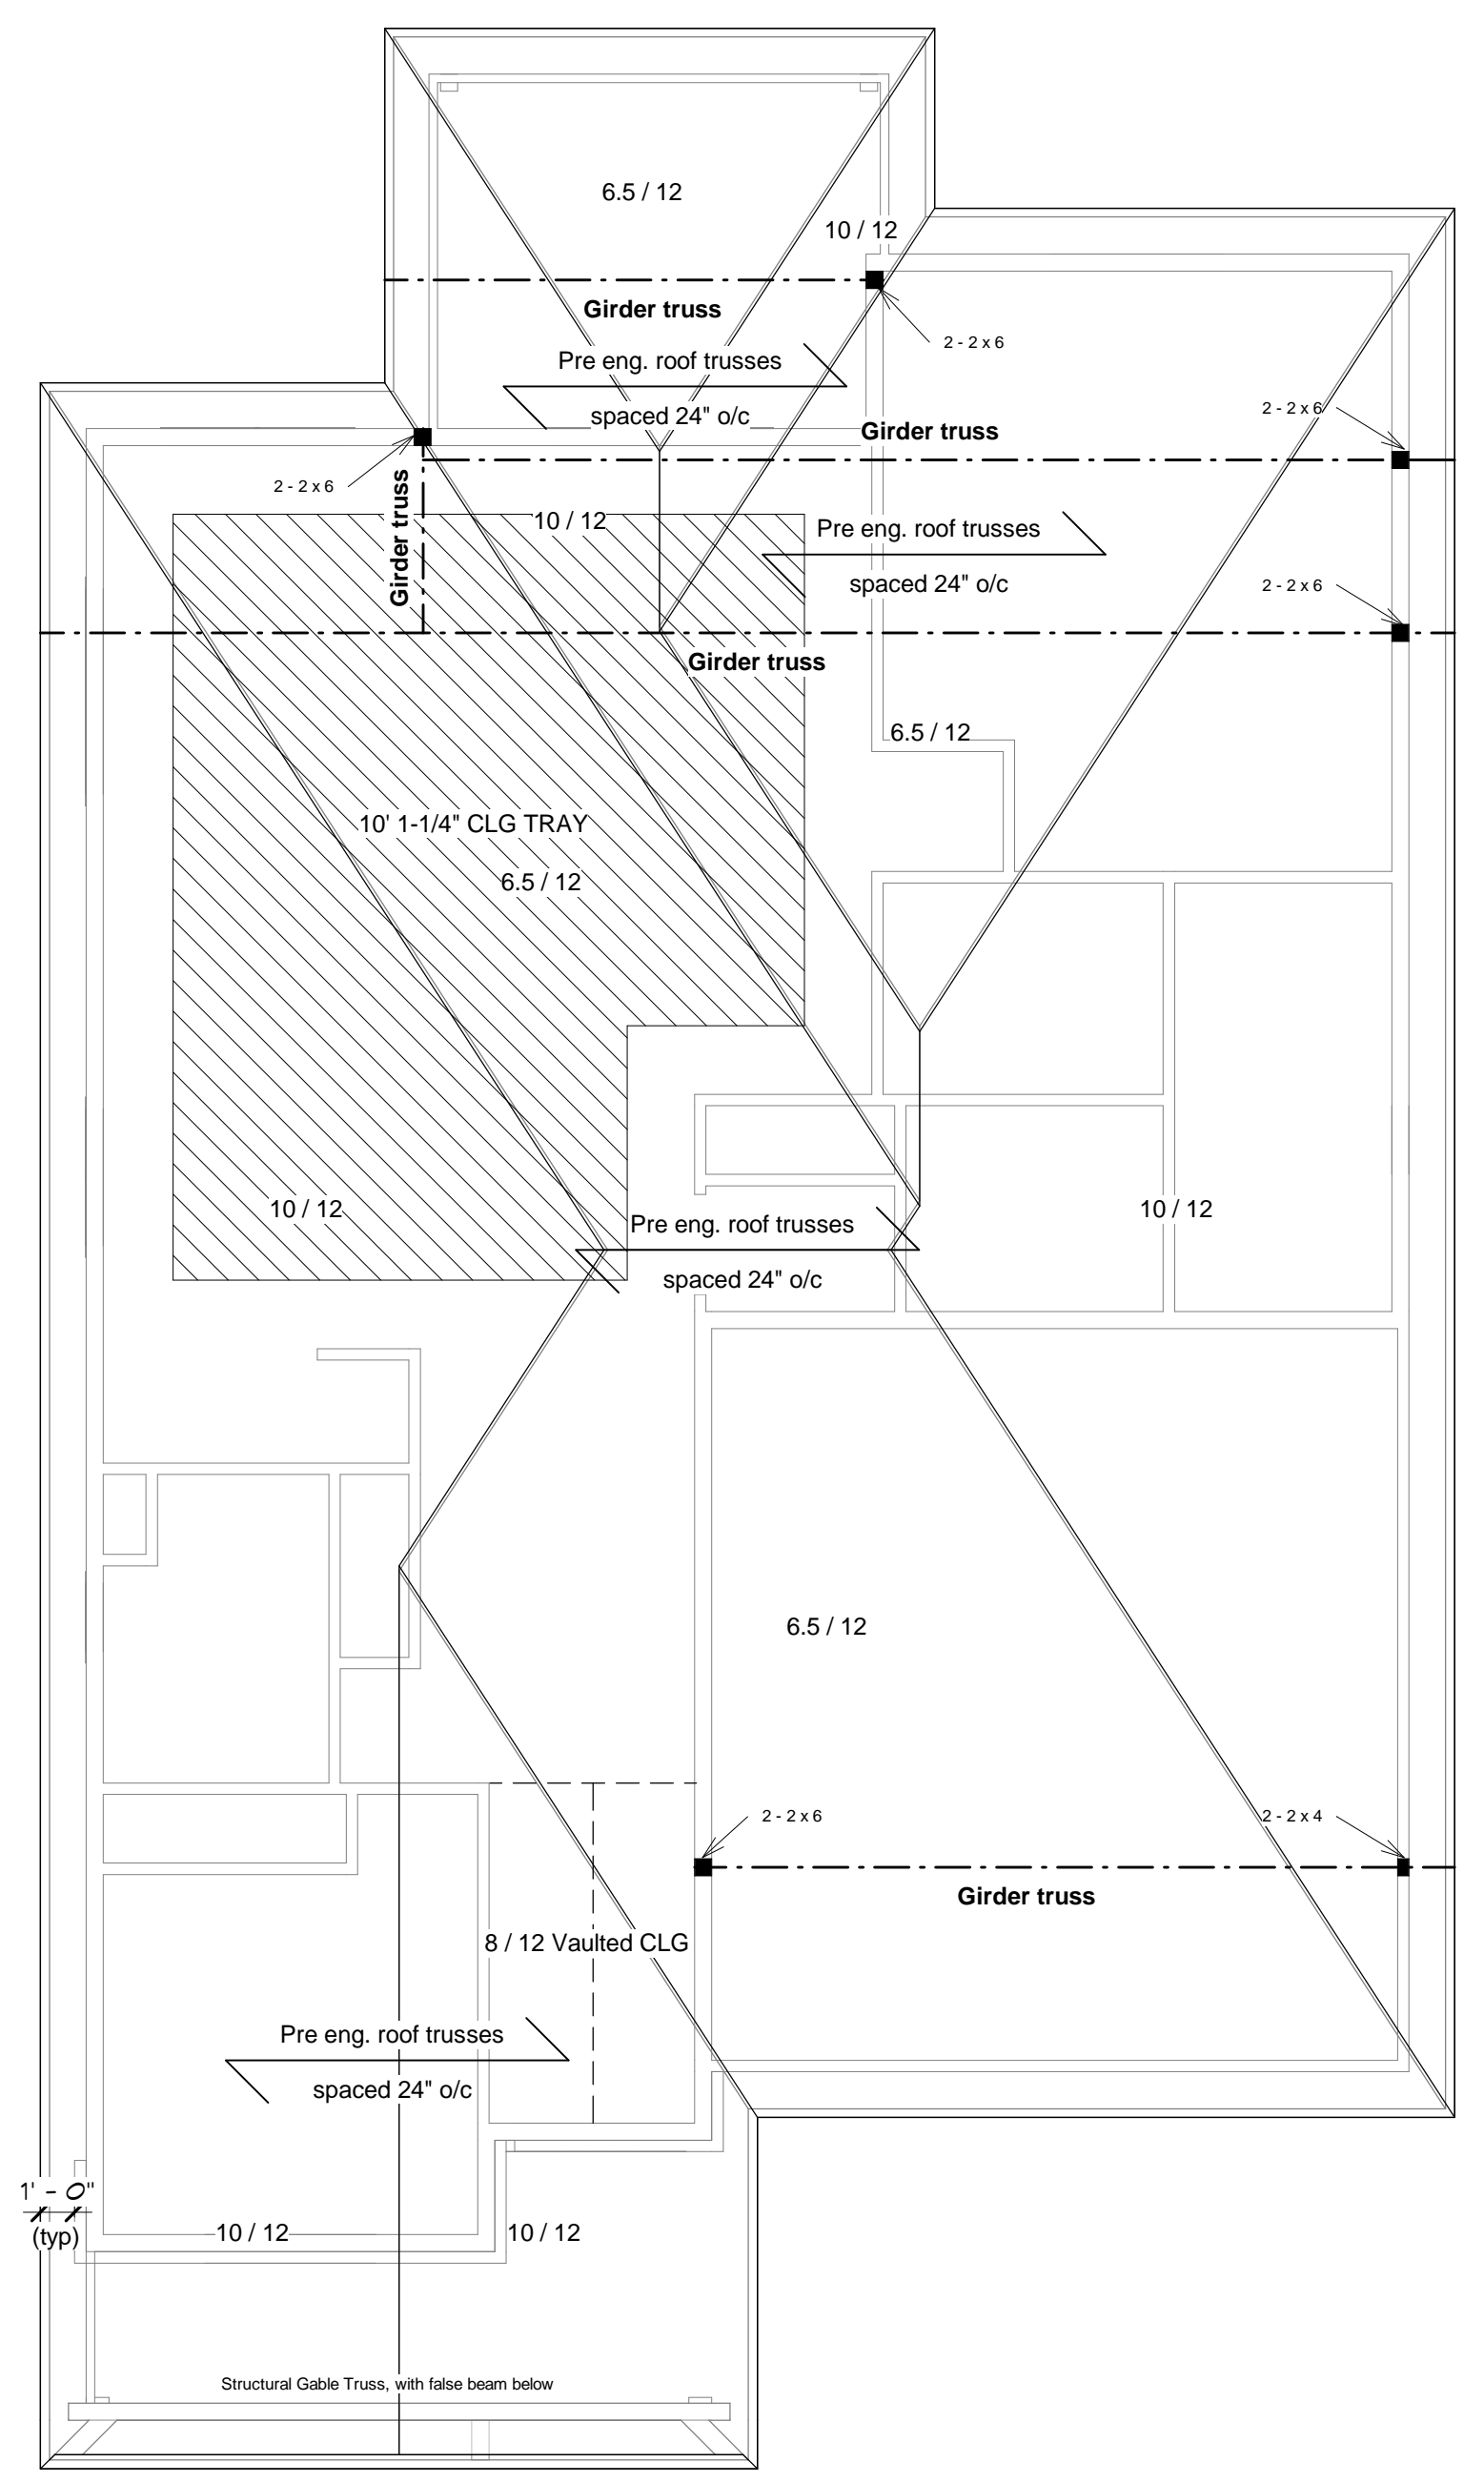 6.5 / 12
10 / 12
Girder truss
2 - 2 x 6
Pre eng. roof trusses
spaced 24" o/c
2 - 2 x 6
Girder truss
2 - 2 x 6
Girder truss
10 / 12
Pre eng. roof trusses
spaced 24" o/c
2 - 2 x 6
Girder truss
6.5 / 12
10' 1-1/4" CLG TRAY
6.5 / 12
10 / 12
10 / 12
Pre eng. roof trusses
spaced 24" o/c
6.5 / 12
2 - 2 x 6
2 - 2 x 4
Girder truss
8 / 12 Vaulted CLG
Pre eng. roof trusses
spaced 24" o/c
1' - 0"
(typ)
10 / 12
10 / 12
Structural Gable Truss, with false beam below